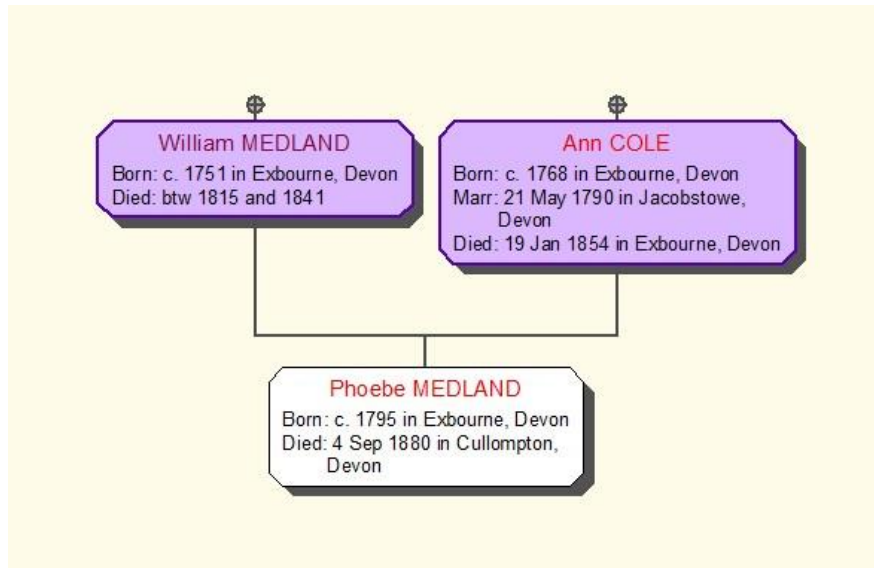 William MEDLAND
Born: c. 1751 in Exbourne, Devon
Died: btw 1815 and 1841
Ann COLE
Born: c. 1768 in Exbourne, Devon
Marr: 21 May 1790 in Jacobstowe,
Devon
Died: 19 Jan 1854 in Exbourne, Devon
Phoebe MEDLAND
Born: c. 1795 in Exbourne, Devon
Died: 4 Sep 1880 in Cullompton,
Devon